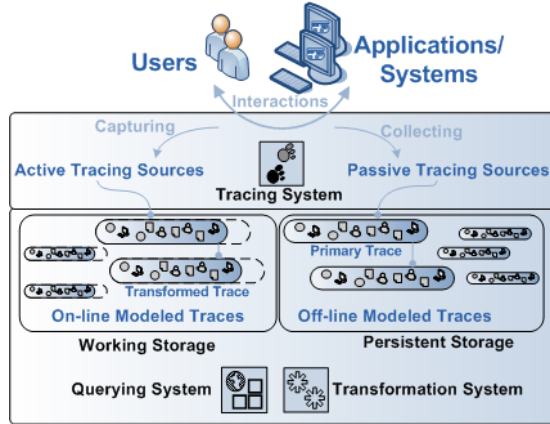 Users
Applications/
Systems
Interactions
Capturing
Collecting
Active Tracing Sources
Passive Tracing Sources
Tracing System
Primary Trace
Transformed Trace
On-line Modeled Traces
Off-line Modeled Traces
Working Storage
Persistent Storage
Querying System
Transformation System